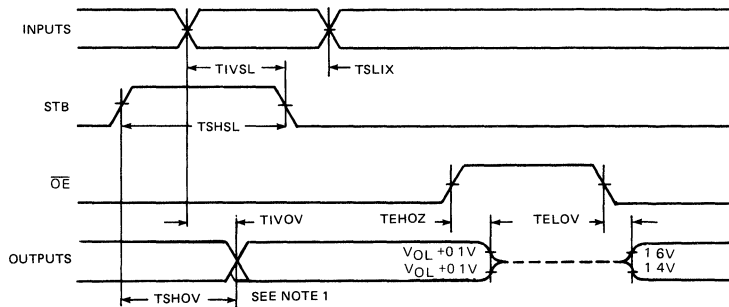 INPUTS
TIVSL
TSLIX
STB
TSHSL
OE
TIVOV
TEHOZ
TELOV
OUTPUTS
VOL +0 1V
VOL +0 1V
1 6V
1 4V
TSHOV
SEE NOTE 1